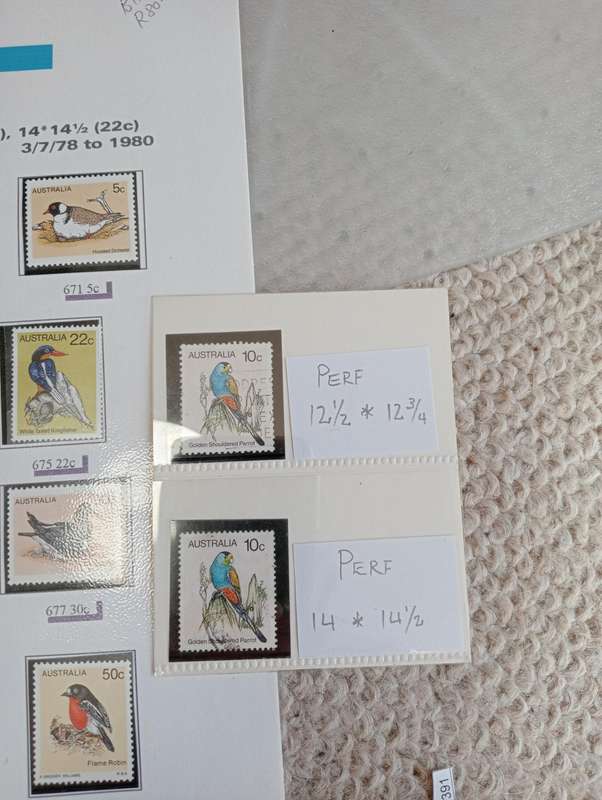 ), 14*14½ (22c)
3/7/78 to 1980
AUSTRALIA 5c
Hooded Dotterel
671 5c
AUSTRALIA 22c
White-tailed Kingfisher
675 22c
AUSTRALIA
677 30c
AUSTRALIA 50c
Flame Robin
AUSTRALIA 10c
Golden Shouldered Parrot
PERF
12½ * 12¾
AUSTRALIA 10c
Golden Shouldered Parrot
PERF
14 * 14½
391